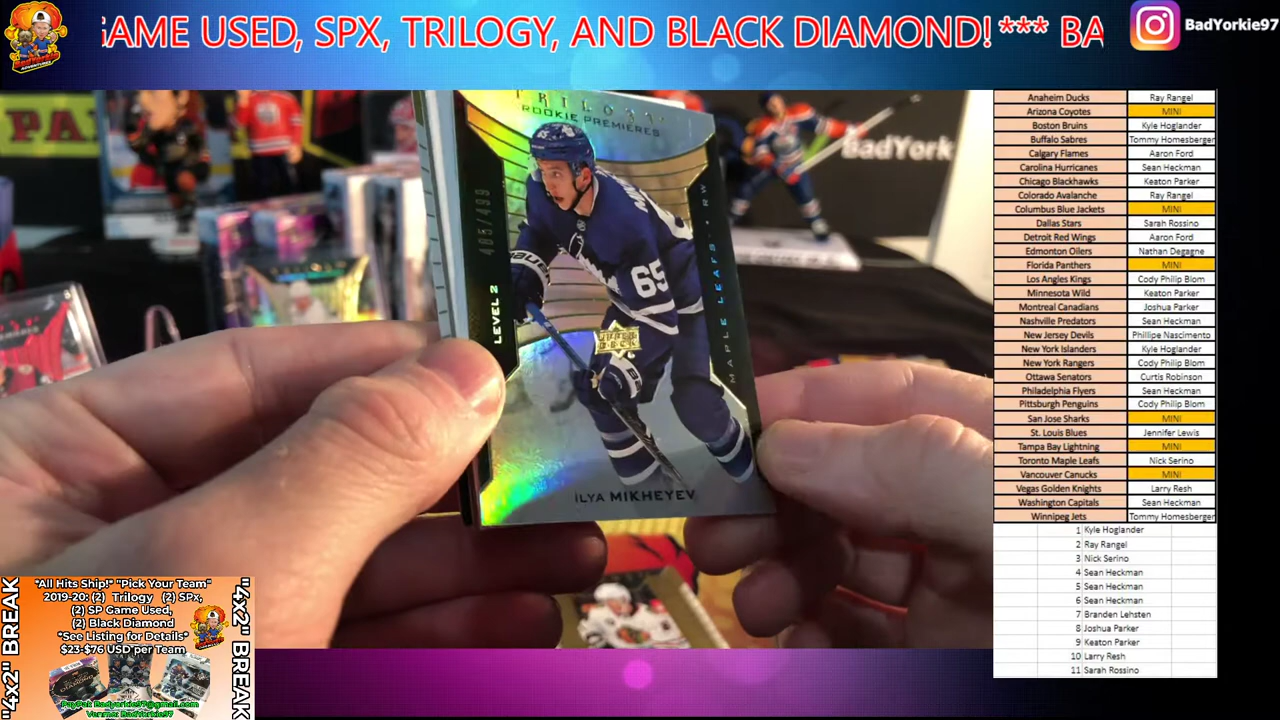 GAME USED, SPX, TRILOGY, AND BLACK DIAMOND! *** BA
BadYorkie97
PA
BadYork
TRILOGY
ROOKIE PREMIERES
LEVEL 2
65
MAPLE LEAFS · RW
UPPER DECK
ILYA MIKHEYEV
Anaheim Ducks Ray Rangel
Arizona Coyotes MINI
Boston Bruins Kyle Hoglander
Buffalo Sabres Tommy Homesberger
Calgary Flames Aaron Ford
Carolina Hurricanes Sean Heckman
Chicago Blackhawks Keaton Parker
Colorado Avalanche Ray Rangel
Columbus Blue Jackets MINI
Dallas Stars Sarah Rossino
Detroit Red Wings Aaron Ford
Edmonton Oilers Nathan Degagne
Florida Panthers MINI
Los Angles Kings Cody Philip Blom
Minnesota Wild Keaton Parker
Montreal Canadians Joshua Parker
Nashville Predators Sean Heckman
New Jersey Devils Phillipe Nascimento
New York Islanders Kyle Hoglander
New York Rangers Cody Philip Blom
Ottawa Senators Curtis Robinson
Philadelphia Flyers Sean Heckman
Pittsburgh Penguins Cody Philip Blom
San Jose Sharks MINI
St. Louis Blues Jennifer Lewis
Tampa Bay Lightning MINI
Toronto Maple Leafs Nick Serino
Vancouver Canucks MINI
Vegas Golden Knights Larry Resh
Washington Capitals Sean Heckman
Winnipeg Jets Tommy Homesberger
1 Kyle Hoglander
2 Ray Rangel
3 Nick Serino
4 Sean Heckman
5 Sean Heckman
6 Sean Heckman
7 Branden Lehsten
8 Joshua Parker
9 Keaton Parker
10 Larry Resh
11 Sarah Rossino
"4x2" BREAK
"All Hits Ship!" "Pick Your Team"
2019-20: (2) Trilogy (2) SPx,
(2) SP Game Used,
(2) Black Diamond
*See Listing for Details*
$23-$76 USD per Team
PayPal: Badyorkie97@gmail.com
Venmo: BadYorkie97
"4x2" BREAK